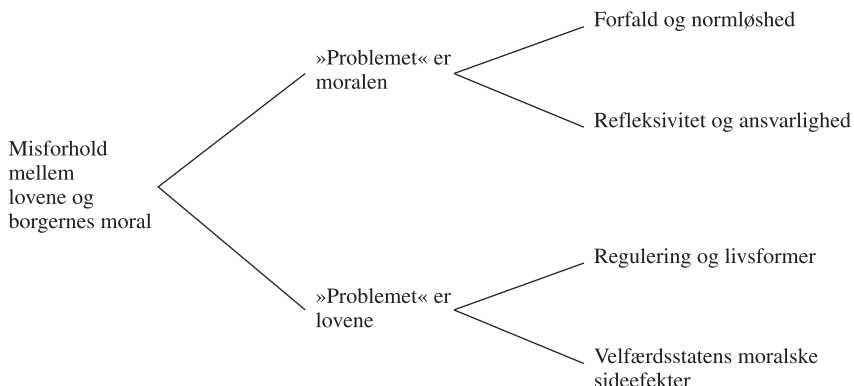 Forfald og normløshed
»Problemet« er
moralen
Refleksivitet og ansvarlighed
Misforhold
mellem
lovene og
borgernes moral
Regulering og livsformer
»Problemet« er
lovene
Velfærdsstatens moralske
sideefekter